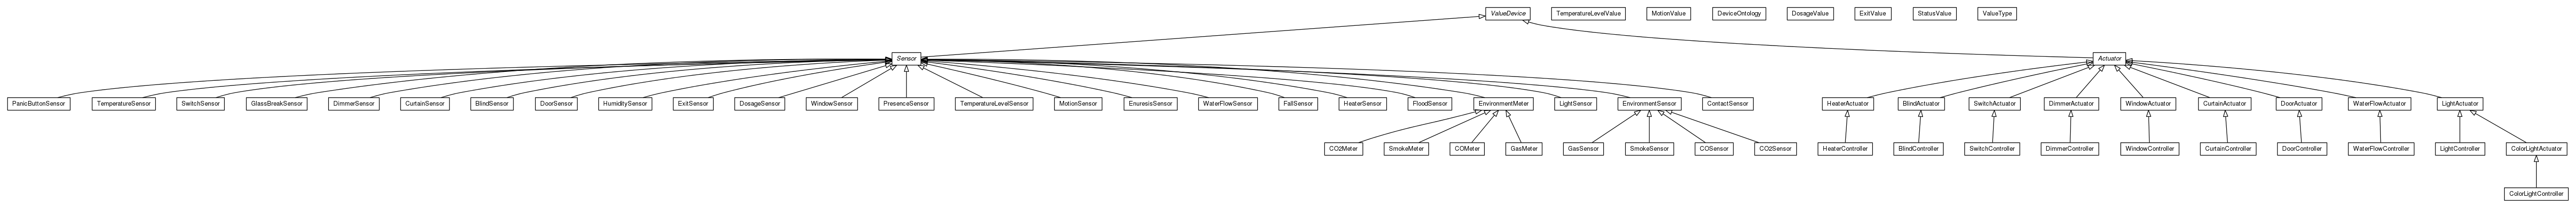 ValueDevice TemperatureLevelValue MotionValue DeviceOntology DosageValue ExitValue StatusValue ValueType
Sensor Actuator
PanicButtonSensor TemperatureSensor SwitchSensor GlassBreakSensor DimmerSensor CurtainSensor BlindSensor DoorSensor HumiditySensor ExitSensor DosageSensor WindowSensor PresenceSensor TemperatureLevelSensor MotionSensor EnuresisSensor WaterFlowSensor FallSensor HeaterSensor FloodSensor EnvironmentMeter LightSensor EnvironmentSensor ContactSensor HeaterActuator BlindActuator SwitchActuator DimmerActuator WindowActuator CurtainActuator DoorActuator WaterFlowActuator LightActuator
CO2Meter SmokeMeter COMeter GasMeter GasSensor SmokeSensor COSensor CO2Sensor HeaterController BlindController SwitchController DimmerController WindowController CurtainController DoorController WaterFlowController LightController ColorLightActuator
ColorLightController